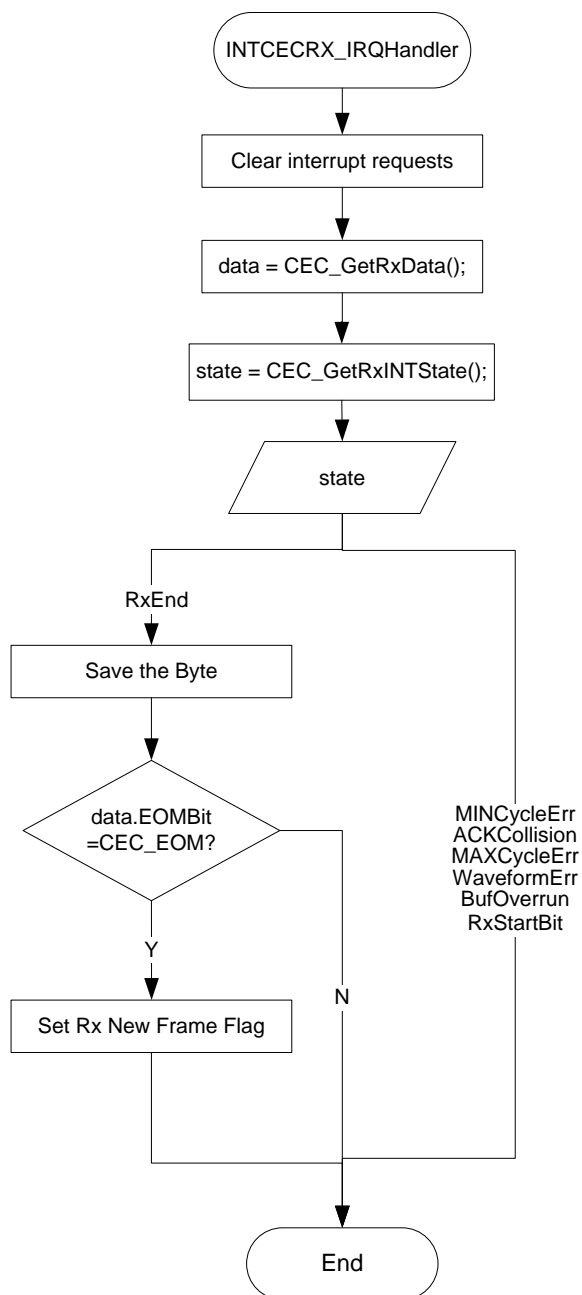 INTCECRX_IRQHandler
Clear interrupt requests
data = CEC_GetRxData();
state = CEC_GetRxINTState();
state
RxEnd
Save the Byte
data.EOMBit
=CEC_EOM?
MINCycleErr
ACKCollision
MAXCycleErr
WaveformErr
BufOverrun
RxStartBit
Y
N
Set Rx New Frame Flag
End